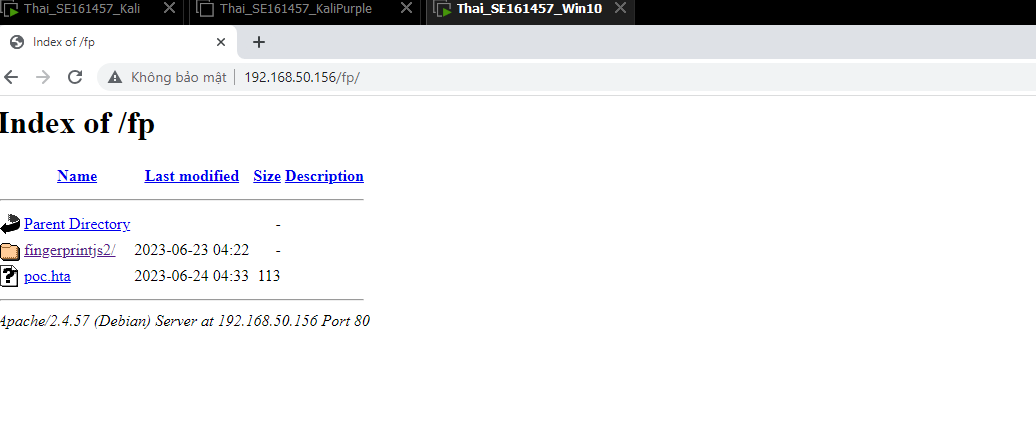 Thai_SE161457_Kali Thai_SE161457_KaliPurple Thai_SE161457_Win10
Index of /fp
Không bảo mật 192.168.50.156/fp/
Index of /fp
Name Last modified Size Description
Parent Directory -
fingerprintjs2/ 2023-06-23 04:22 -
poc.hta 2023-06-24 04:33 113
Apache/2.4.57 (Debian) Server at 192.168.50.156 Port 80